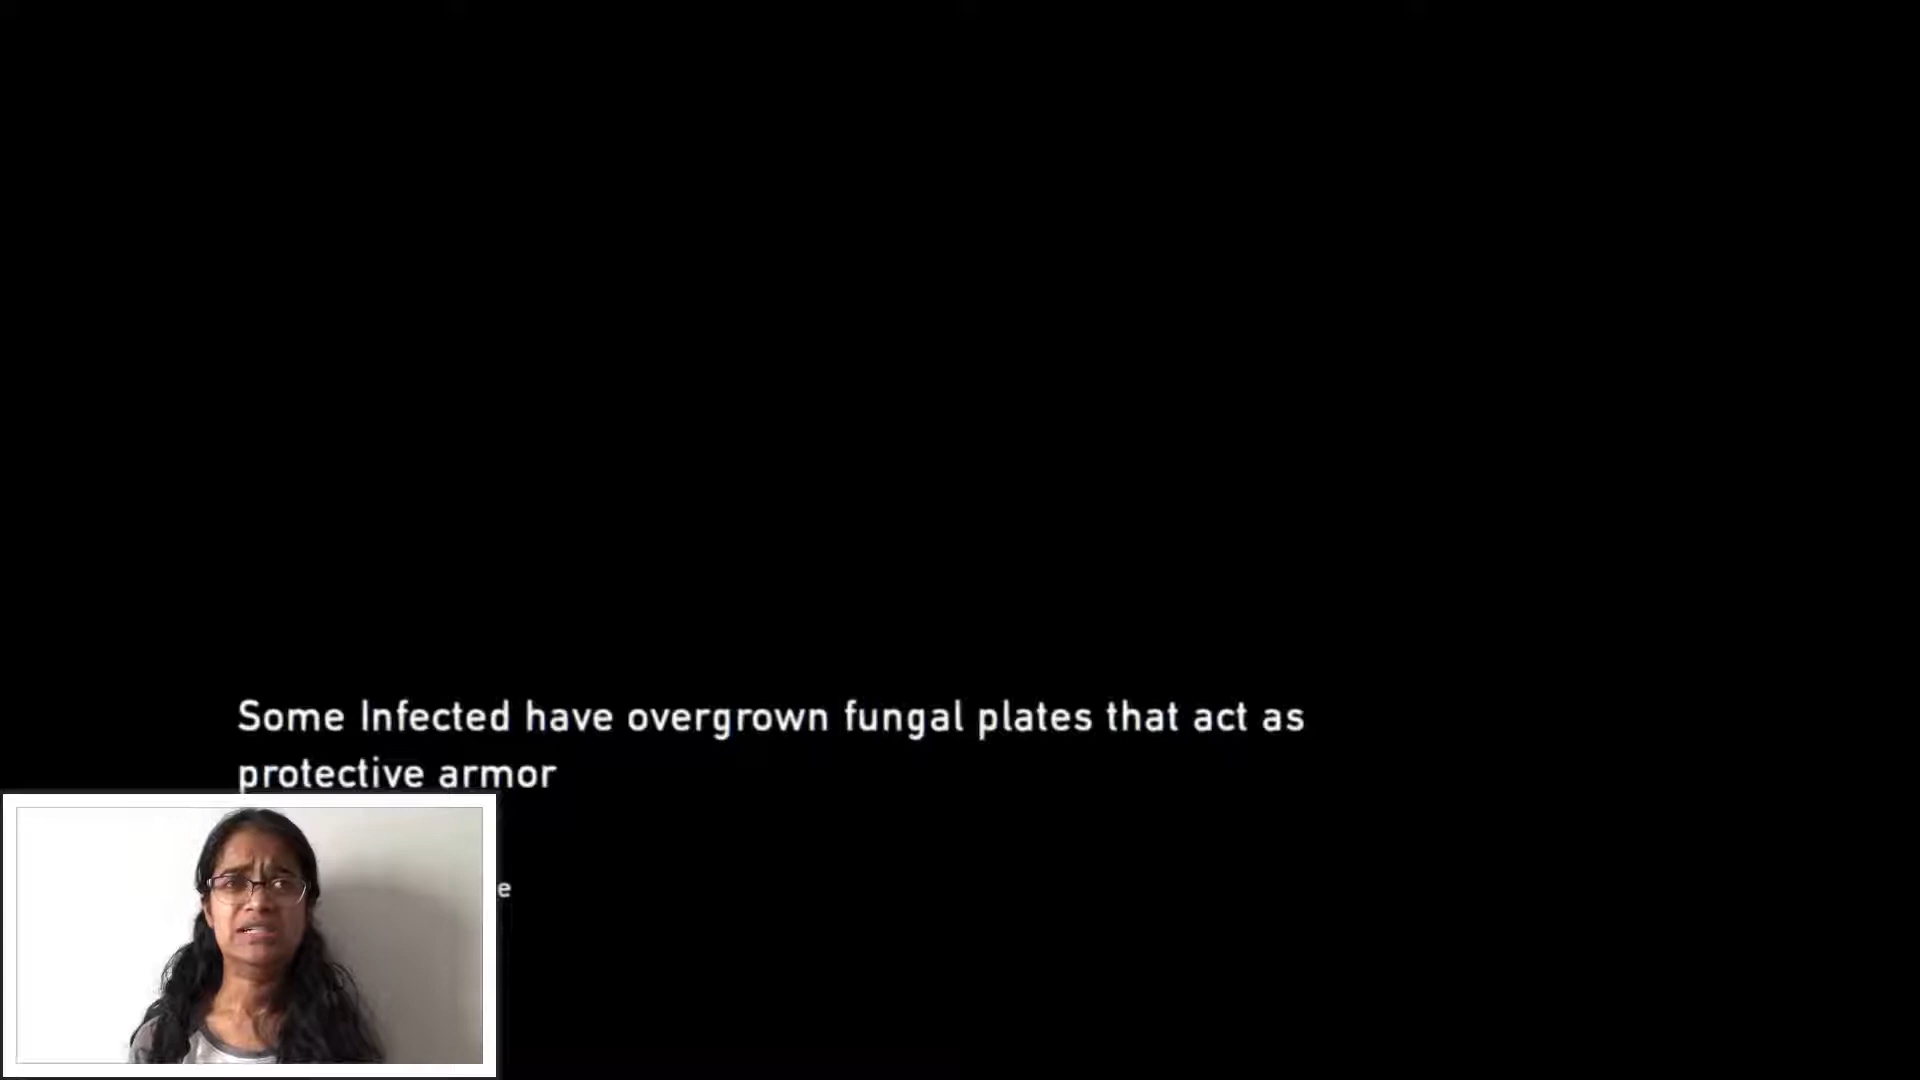 Some Infected have overgrown fungal plates that act as
protective armor